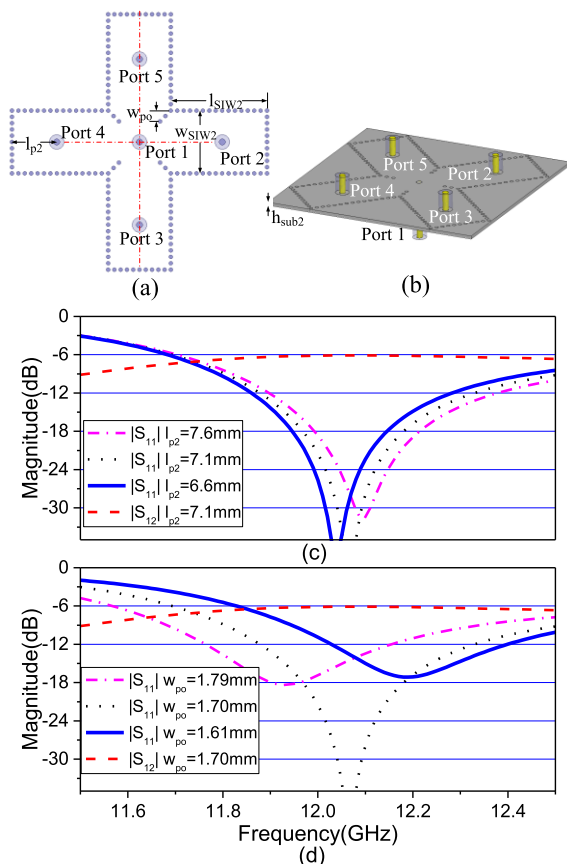 Port 5
l_SIW2
w_po
w_SIW2
l_p2
Port 4
Port 1
Port 2
Port 3
(a)
Port 5
Port 2
Port 4
Port 3
h_sub2
Port 1
(b)
0
-6
-12
-18
-24
-30
Magnitude(dB)
|S11| l_p2=7.6mm
|S11| l_p2=7.1mm
|S11| l_p2=6.6mm
|S12| l_p2=7.1mm
(c)
0
-6
-12
-18
-24
-30
Magnitude(dB)
|S11| w_po=1.79mm
|S11| w_po=1.70mm
|S11| w_po=1.61mm
|S12| w_po=1.70mm
11.6 11.8 12.0 12.2 12.4
Frequency(GHz)
(d)